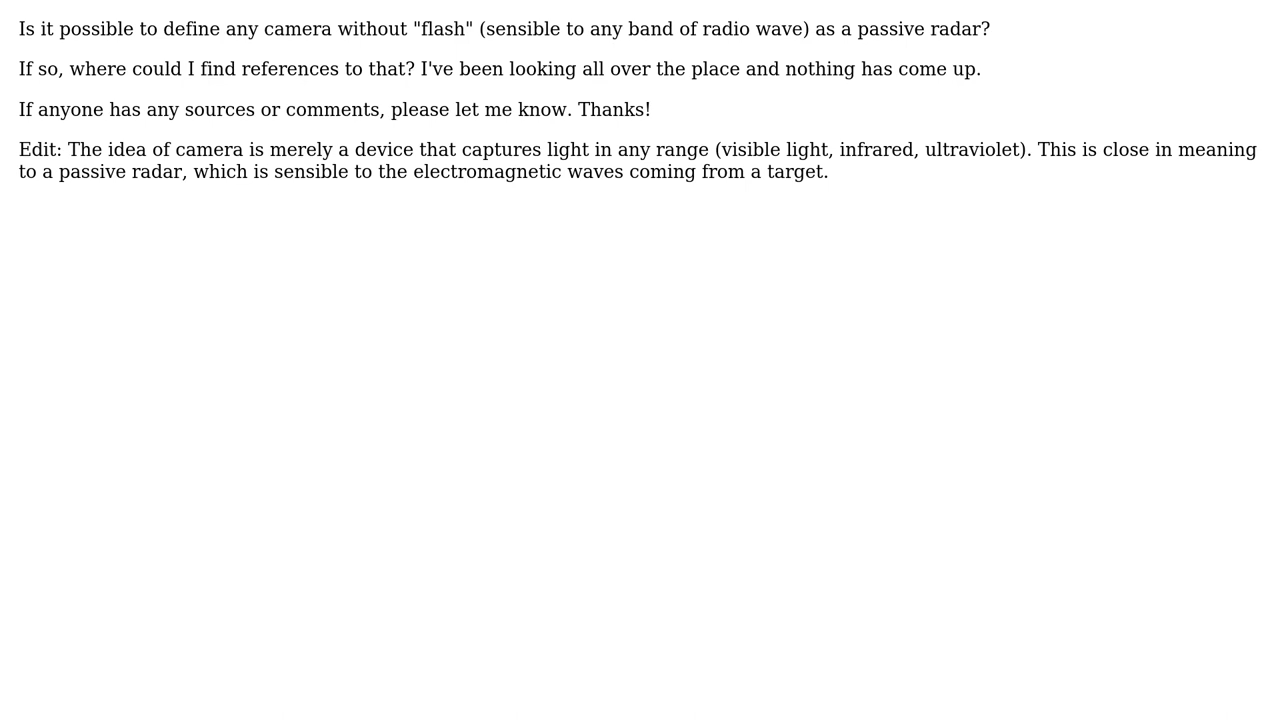 Is it possible to define any camera without "flash" (sensible to any band of radio wave) as a passive radar?
If so, where could I find references to that? I've been looking all over the place and nothing has come up.
If anyone has any sources or comments, please let me know. Thanks!
Edit: The idea of camera is merely a device that captures light in any range (visible light, infrared, ultraviolet). This is close in meaning
to a passive radar, which is sensible to the electromagnetic waves coming from a target.